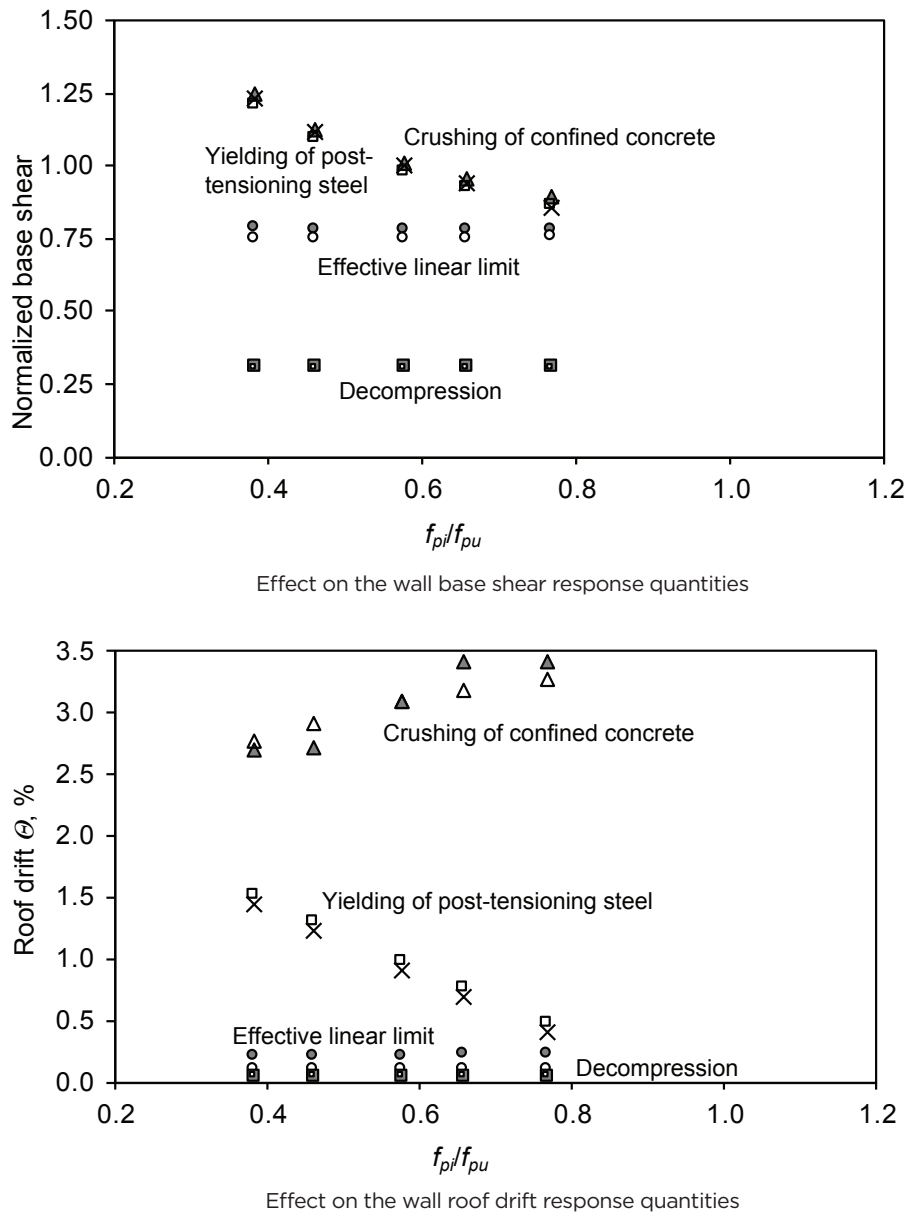 Normalized base shear
1.50
1.25
1.00
0.75
0.50
0.25
0.00
Crushing of confined concrete
Yielding of post-
tensioning steel
Effective linear limit
Decompression
0.2 0.4 0.6 0.8 1.0 1.2
fpi/fpu
Effect on the wall base shear response quantities
Roof drift Θ, %
3.5
3.0
2.5
2.0
1.5
1.0
0.5
0.0
Crushing of confined concrete
Yielding of post-tensioning steel
Effective linear limit
Decompression
0.2 0.4 0.6 0.8 1.0 1.2
fpi/fpu
Effect on the wall roof drift response quantities